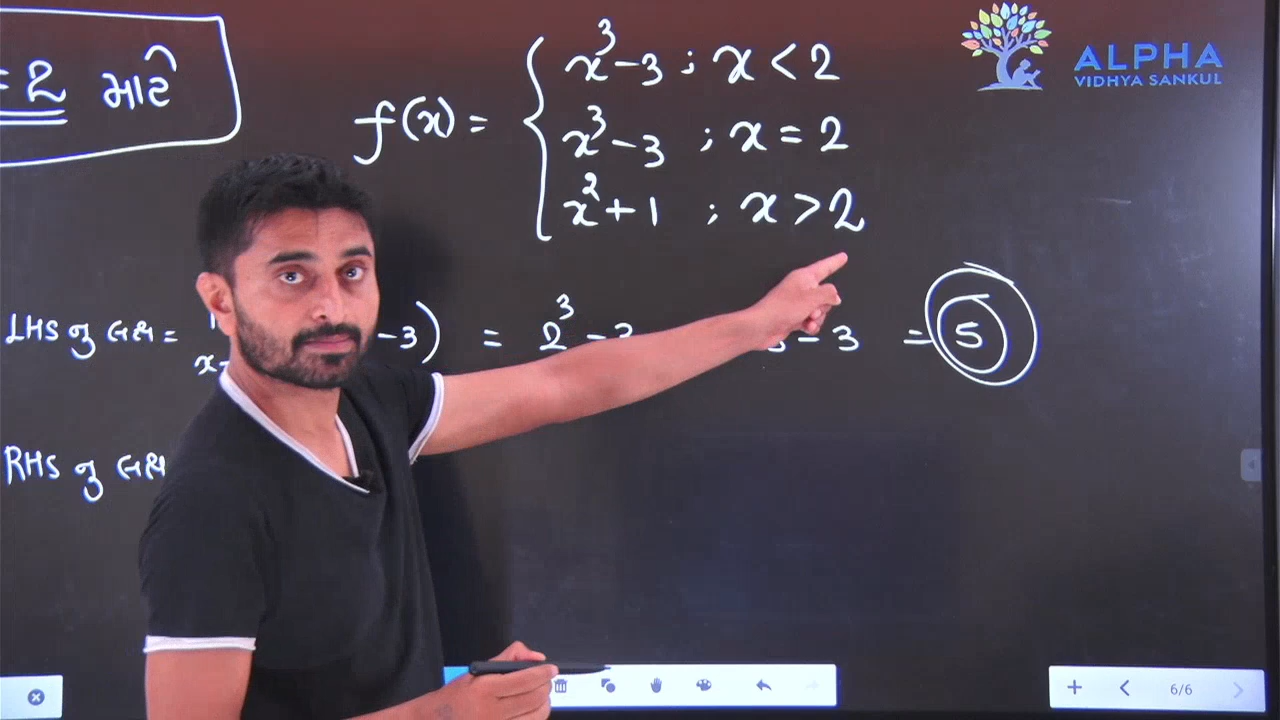 = 2 માટે
x³-3 ; x < 2
f(x) = x³-3 ; x = 2
x²+1 ; x > 2
ALPHA
VIDHYA SANKUL
LHS નું લક્ષ = -3) = 2³-3 -3 = 5
RHS નું લક્ષ
6/6